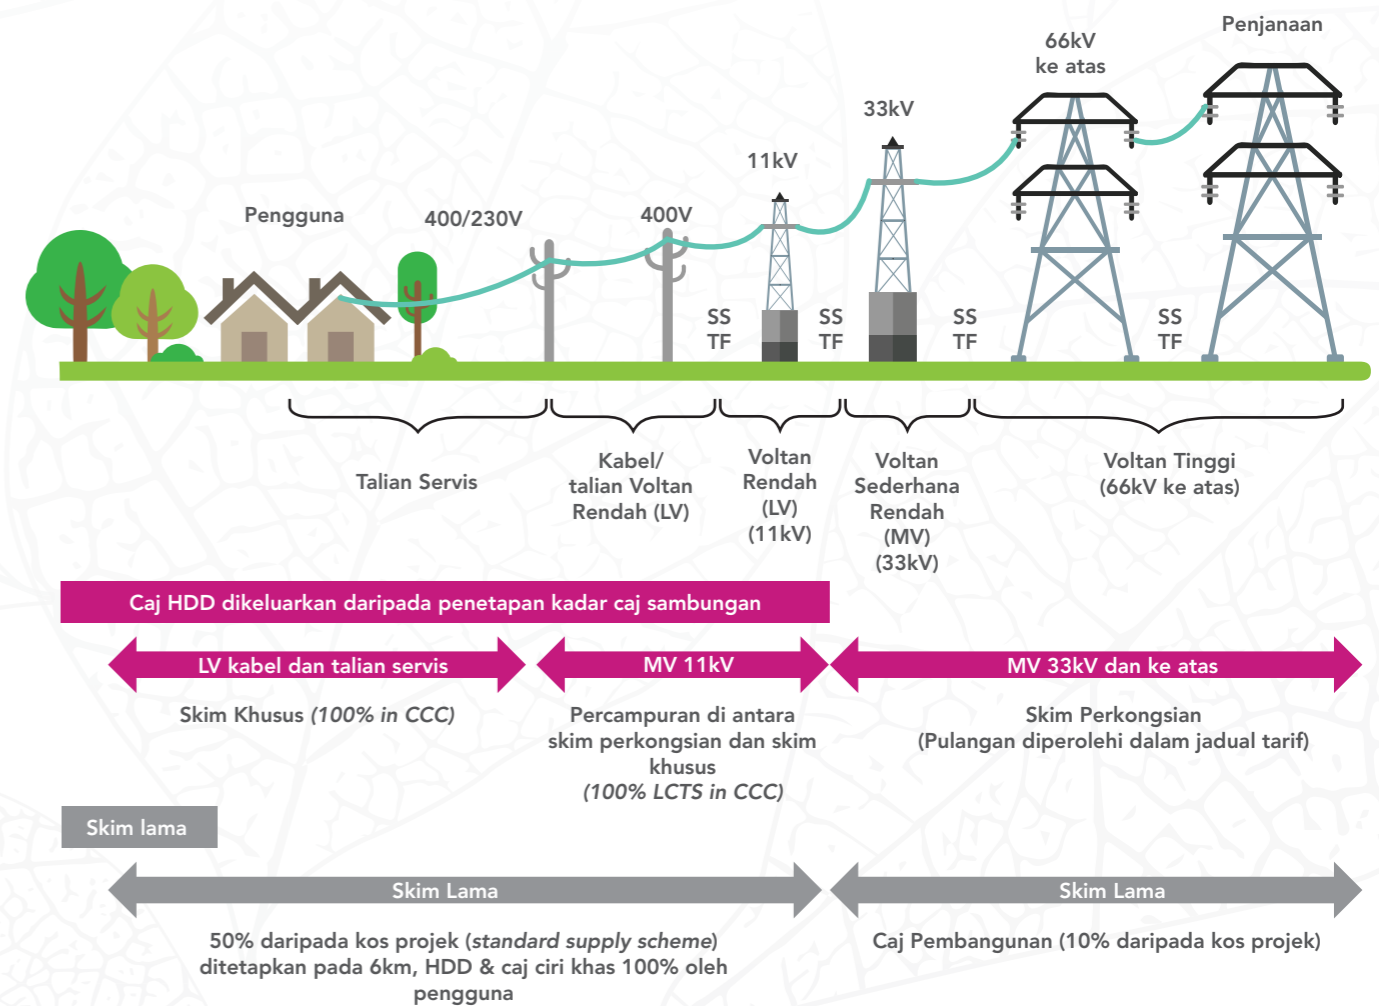 Penjanaan
66kV
ke atas
33kV
11kV
Pengguna
400/230V
400V
SS
TF
SS
TF
SS
TF
SS
TF
Talian Servis
Kabel/
talian Voltan
Rendah (LV)
Voltan
Rendah
(LV)
(11kV)
Voltan
Sederhana
Rendah
(MV)
(33kV)
Voltan Tinggi
(66kV ke atas)
Caj HDD dikeluarkan daripada penetapan kadar caj sambungan
LV kabel dan talian servis
MV 11kV
MV 33kV dan ke atas
Skim Khusus (100% in CCC)
Percampuran di antara
skim perkongsian dan skim
khusus
(100% LCTS in CCC)
Skim Perkongsian
(Pulangan diperolehi dalam jadual tarif)
Skim lama
Skim Lama
Skim Lama
50% daripada kos projek (standard supply scheme)
ditetapkan pada 6km, HDD & caj ciri khas 100% oleh
pengguna
Caj Pembangunan (10% daripada kos projek)